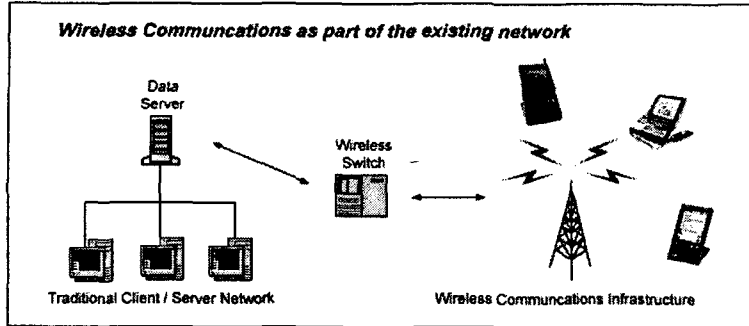 Wireless Communcations as part of the existing network
Data
Server
Wireless
Switch
Traditional Client / Server Network
Wireless Communcations Infrastructure